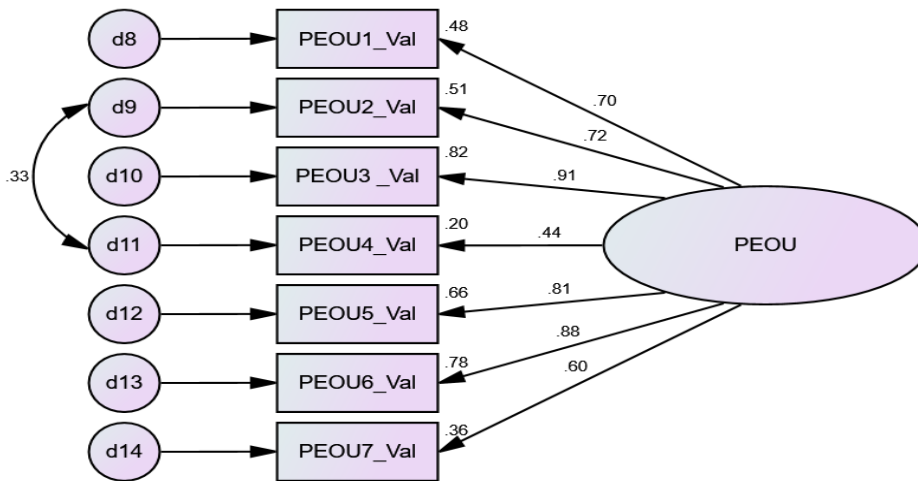 d8 PEOU1_Val .48
.70
d9 PEOU2_Val .51
.72
.33 d10 PEOU3 _Val .82
.91
d11 PEOU4_Val .20
.44 PEOU
d12 PEOU5_Val .66
.81
d13 PEOU6_Val .78
.88
.60
d14 PEOU7_Val .36